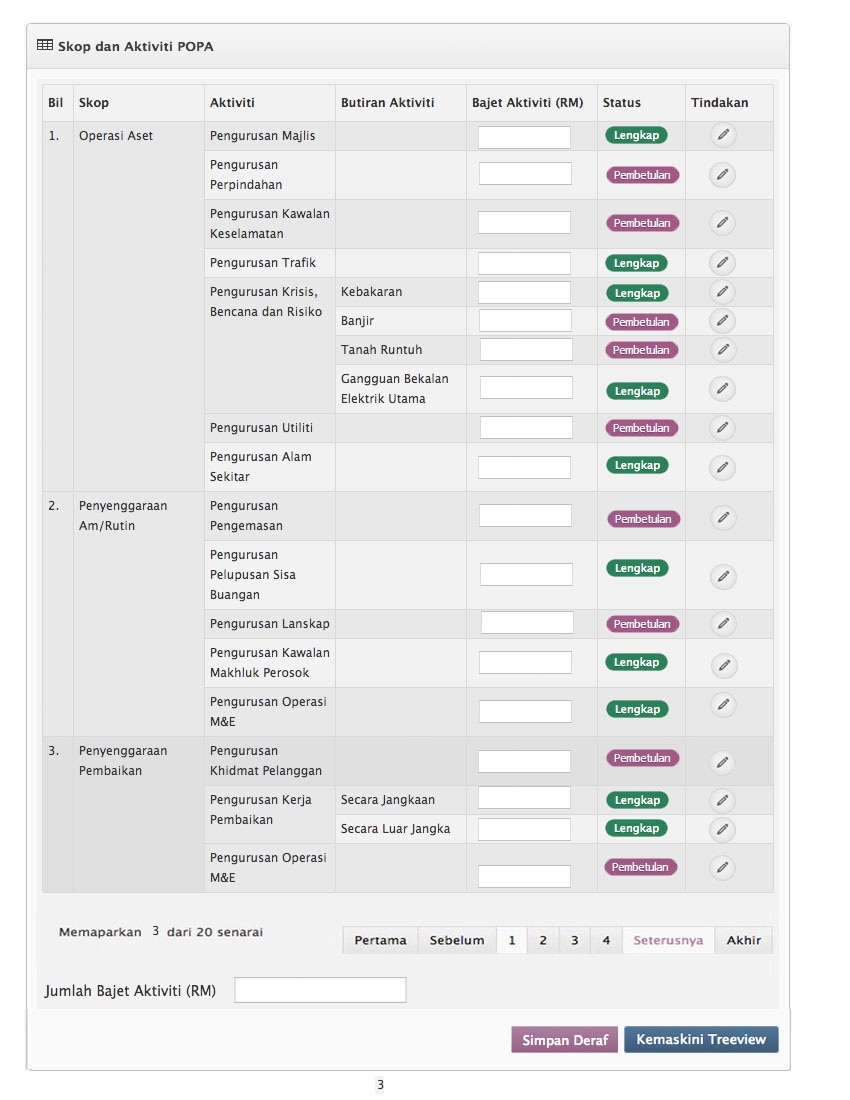 Skop dan Aktiviti POPA
Bil Skop Aktiviti Butiran Aktiviti Bajet Aktiviti (RM) Status Tindakan
1. Operasi Aset Pengurusan Majlis Lengkap
Pengurusan
Perpindahan Pembetulan
Pengurusan Kawalan
Keselamatan Pembetulan
Pengurusan Trafik Lengkap
Pengurusan Krisis, Kebakaran Lengkap
Bencana dan Risiko
Banjir Pembetulan
Tanah Runtuh Pembetulan
Gangguan Bekalan
Elektrik Utama Lengkap
Pengurusan Utiliti Pembetulan
Pengurusan Alam
Sekitar Lengkap
2. Penyenggaraan Pengurusan
Am/Rutin Pengemasan Pembetulan
Pengurusan
Pelupusan Sisa Lengkap
Buangan
Pengurusan Lanskap Pembetulan
Pengurusan Kawalan
Makhluk Perosok Lengkap
Pengurusan Operasi
M&E Lengkap
3. Penyenggaraan Pengurusan Pembetulan
Pembaikan Khidmat Pelanggan
Pengurusan Kerja Secara Jangkaan Lengkap
Pembaikan
Secara Luar Jangka Lengkap
Pengurusan Operasi Pembetulan
M&E
Memaparkan 3 dari 20 senarai
Pertama Sebelum 1 2 3 4 Seterusnya Akhir
Jumlah Bajet Aktiviti (RM)
Simpan Deraf Kemaskini Treeview
3